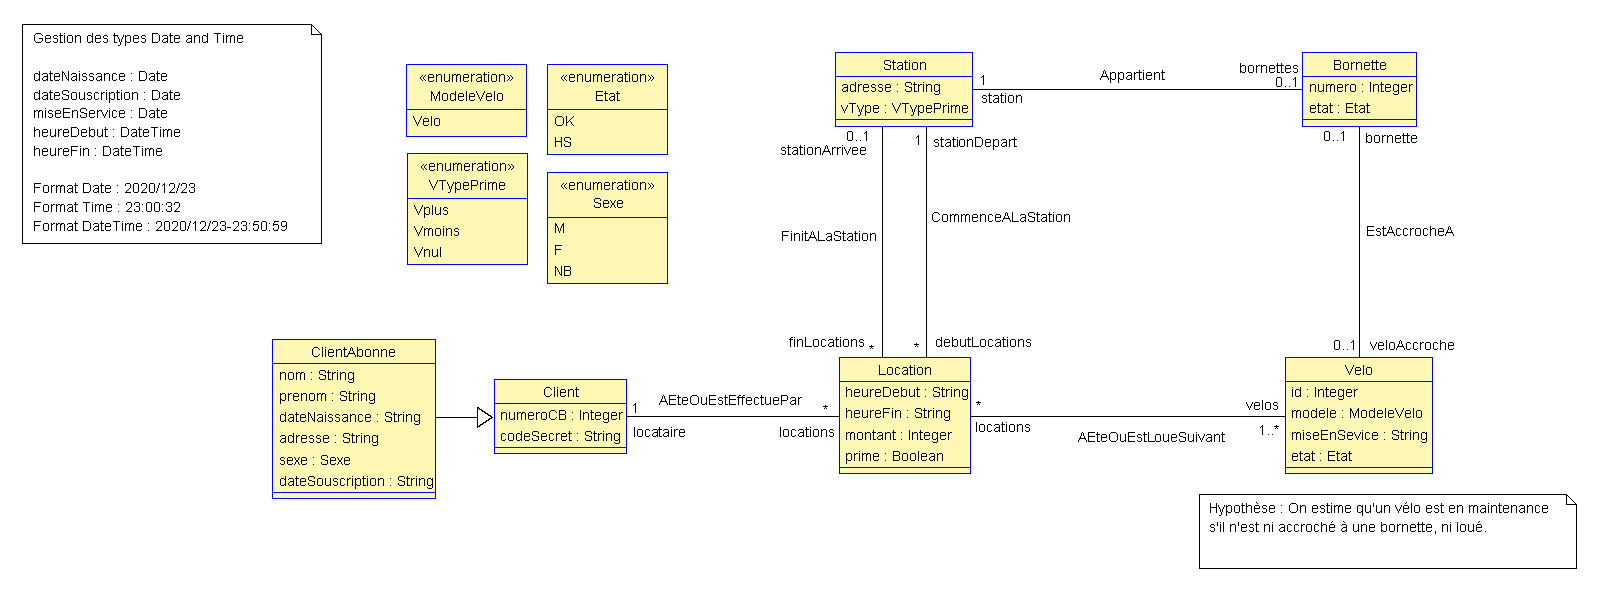 Gestion des types Date and Time
dateNaissance : Date
dateSouscription : Date
miseEnService : Date
heureDebut : DateTime
heureFin : DateTime
Format Date : 2020/12/23
Format Time : 23:00:32
Format DateTime : 2020/12/23-23:50:59
«enumeration»
ModeleVelo
Velo
«enumeration»
Etat
OK
HS
«enumeration»
VTypePrime
Vplus
Vmoins
Vnul
«enumeration»
Sexe
M
F
NB
Station
adresse : String
vType : VTypePrime
1
station
Appartient
bornettes
0..1
Bornette
numero : Integer
etat : Etat
0..1
stationArrivee
1
stationDepart
0..1
bornette
CommenceALaStation
FinitALaStation
EstAccrocheA
finLocations
*
*
debutLocations
0..1
veloAccroche
ClientAbonne
nom : String
prenom : String
dateNaissance : String
adresse : String
sexe : Sexe
dateSouscription : String
Client
numeroCB : Integer
codeSecret : String
1
locataire
AEteOuEstEffectuePar
*
locations
Location
heureDebut : String
heureFin : String
montant : Integer
prime : Boolean
*
locations
AEteOuEstLoueSuivant
velos
1..*
Velo
id : Integer
modele : ModeleVelo
miseEnSevice : String
etat : Etat
Hypothèse : On estime qu'un vélo est en maintenance
s'il n'est ni accroché à une bornette, ni loué.